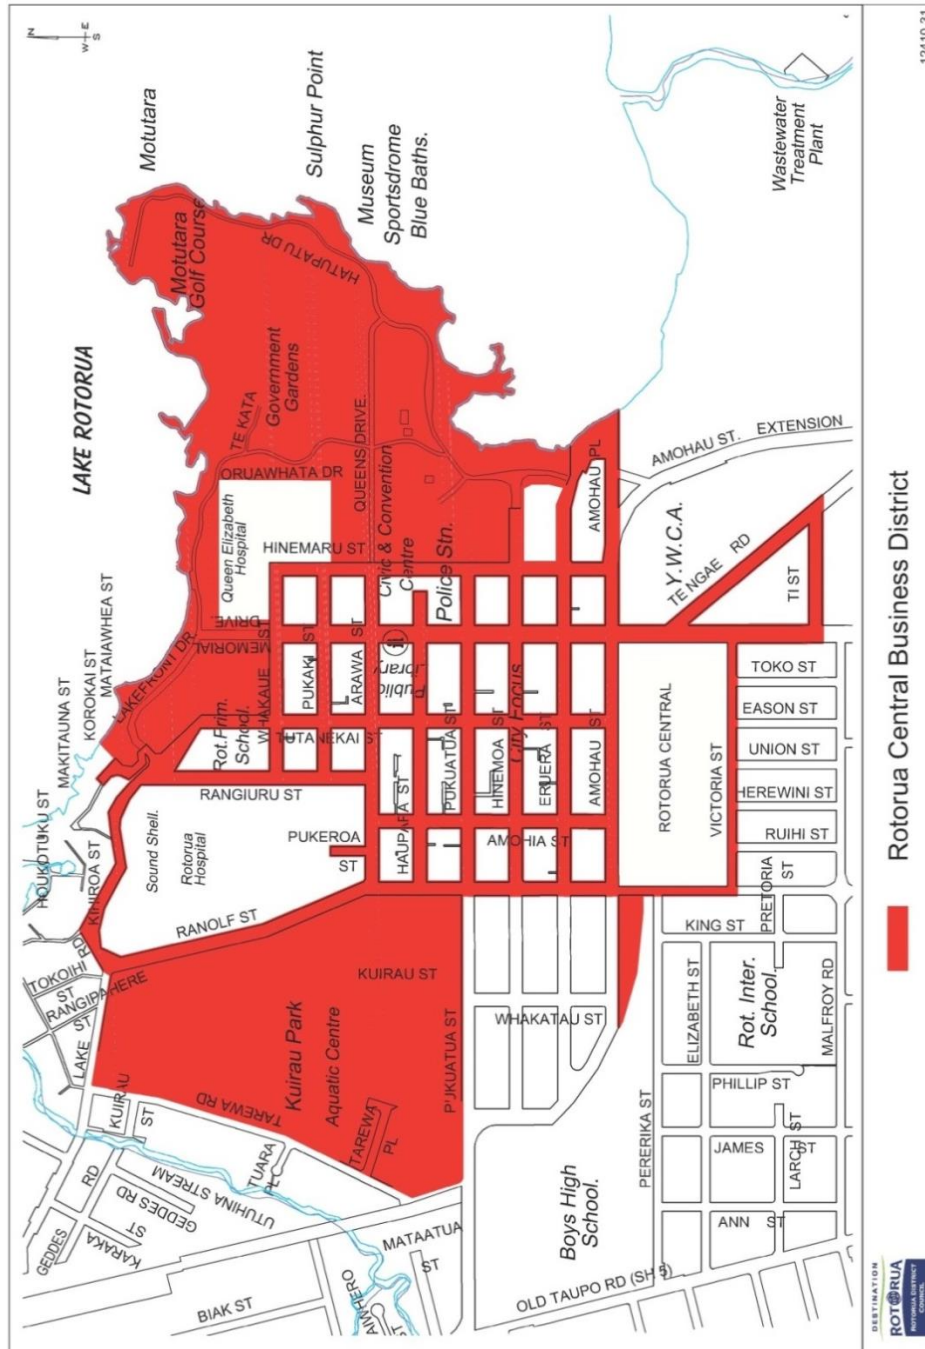 N
W
E
S
LAKE ROTORUA
Motutara
Sulphur Point
Museum
Sportsdrome
Blue Baths.
Motutara
Golf Course
HATUPATU DR
Government
Gardens
TE KATA
QUEENS DRIVE.
ORUAWHATA DR
Queen Elizabeth
Hospital
HINEMARU ST
Civic & Convention
Centre
Police Stn.
AMOHAU PL
AMOHAU ST. EXTENSION
Wastewater
Treatment
Plant
Y.W.C.A.
TE NGAE RD
TI ST
MEMORIAL
DRIVE
LAKEFRONT DR.
MATAIAWHEA ST
KOROKAI ST
MAKITAUNA ST
HOUKOTUKU ST
KIHIROA ST
Rot.Prim.
School.
WHAKAUE ST
PUKAKI ST
ARAWA ST
Public
Library
i
TUTANEKAI ST
HAUPAPA ST
PUKUATUA ST
HINEMOA ST
City Focus
ERUERA ST
AMOHAU ST
ROTORUA CENTRAL
VICTORIA ST
TOKO ST
EASON ST
UNION ST
HEREWINI ST
RUIHI ST
PRETORIA
ST
RANGIURU ST
PUKEROA
ST
AMOHIA ST
Sound Shell.
Rotorua
Hospital
RANOLF ST
LAKE
RD
TOKOIHI
ST
RANGIPAHERE
ST
KUIRAU ST
Kuirau Park
Aquatic Centre
PUKUATUA ST
WHAKATAU ST
KING ST
ELIZABETH ST
Rot. Inter.
School.
MALFROY RD
PHILLIP ST
JAMES ST
LARCH ST
ANN ST
PERERIKA ST
Boys High
School.
OLD TAUPO RD (SH 5)
KUIRAU
ST
TAREWA RD
TAREWA
PL
TUARA
PL
UTUHINA STREAM
GEDDES
RD
GEDDES RD
KARAKA
ST
MATAATUA
ST
BIAK ST
ST
Rotorua Central Business District
DESTINATION
ROTORUA
ROTORUA DISTRICT
COUNCIL